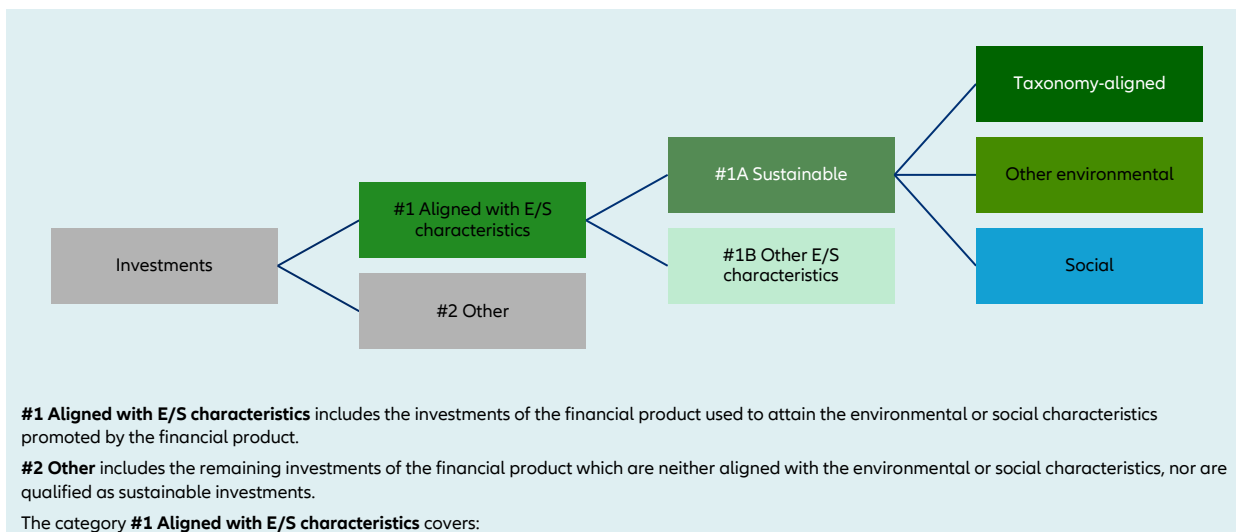 Taxonomy-aligned
#1A Sustainable
Other environmental
#1 Aligned with E/S
characteristics
#1B Other E/S
characteristics
Investments
Social
#2 Other
#1 Aligned with E/S characteristics includes the investments of the financial product used to attain the environmental or social characteristics
promoted by the financial product.
#2 Other includes the remaining investments of the financial product which are neither aligned with the environmental or social characteristics, nor are
qualified as sustainable investments.
The category #1 Aligned with E/S characteristics covers: